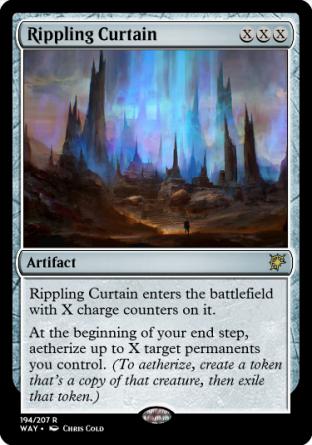 Rippling Curtain XXX
Artifact
Rippling Curtain enters the battlefield
with X charge counters on it.
At the beginning of your end step,
aetherize up to X target permanents
you control. (To aetherize, create a token
that's a copy of that creature, then exile
that token.)
194/207 R
WAY • Chris Cold